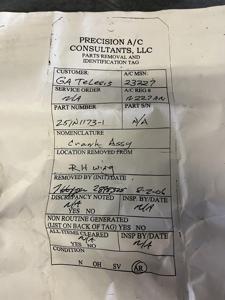 PRECISION A/C
CONSULTANTS, LLC
PARTS REMOVAL AND
IDENTIFICATION TAG
CUSTOMER: A/C MSN:
GA Telesis 23227
SERVICE ORDER A/C REG #
N/A N227AN
PART NUMBER S/N
251N1173-1 N/A
NOMENCLATURE
Crank Assy
LOCATION REMOVED FROM
RH Wing
REMOVED BY (INIT)/DATE
8-2-06
DISCREPANCY NOTED INSP. BY/DATE
N/A N/A
YES NO
NON ROUTINE GENERATED
(LIST ON BACK OF TAG) YES NO
ALL ITEMS CLEARED INSP BY/DATE
N/A N/A
YES NO
CONDITION
N OH SV AR